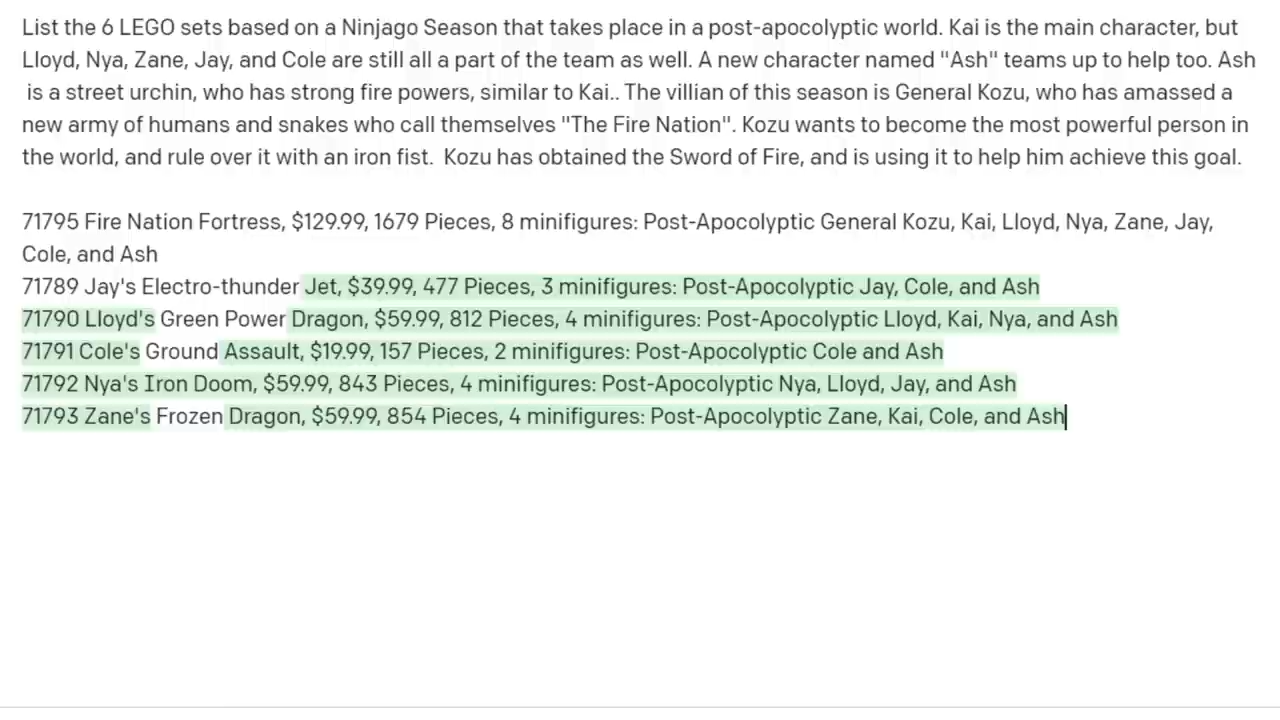 List the 6 LEGO sets based on a Ninjago Season that takes place in a post-apocalyptic world. Kai is the main character, but
Lloyd, Nya, Zane, Jay, and Cole are still all a part of the team as well. A new character named "Ash" teams up to help too. Ash
is a street urchin, who has strong fire powers, similar to Kai.. The villian of this season is General Kozu, who has amassed a
new army of humans and snakes who call themselves "The Fire Nation". Kozu wants to become the most powerful person in
the world, and rule over it with an iron fist. Kozu has obtained the Sword of Fire, and is using it to help him achieve this goal.
71795 Fire Nation Fortress, $129.99, 1679 Pieces, 8 minifigures: Post-Apocalyptic General Kozu, Kai, Lloyd, Nya, Zane, Jay,
Cole, and Ash
71789 Jay's Electro-thunder Jet, $39.99, 477 Pieces, 3 minifigures: Post-Apocolyptic Jay, Cole, and Ash
71790 Lloyd's Green Power Dragon, $59.99, 812 Pieces, 4 minifigures: Post-Apocolyptic Lloyd, Kai, Nya, and Ash
71791 Cole's Ground Assault, $19.99, 157 Pieces, 2 minifigures: Post-Apocolyptic Cole and Ash
71792 Nya's Iron Doom, $59.99, 843 Pieces, 4 minifigures: Post-Apocolyptic Nya, Lloyd, Jay, and Ash
71793 Zane's Frozen Dragon, $59.99, 854 Pieces, 4 minifigures: Post-Apocolyptic Zane, Kai, Cole, and Ash